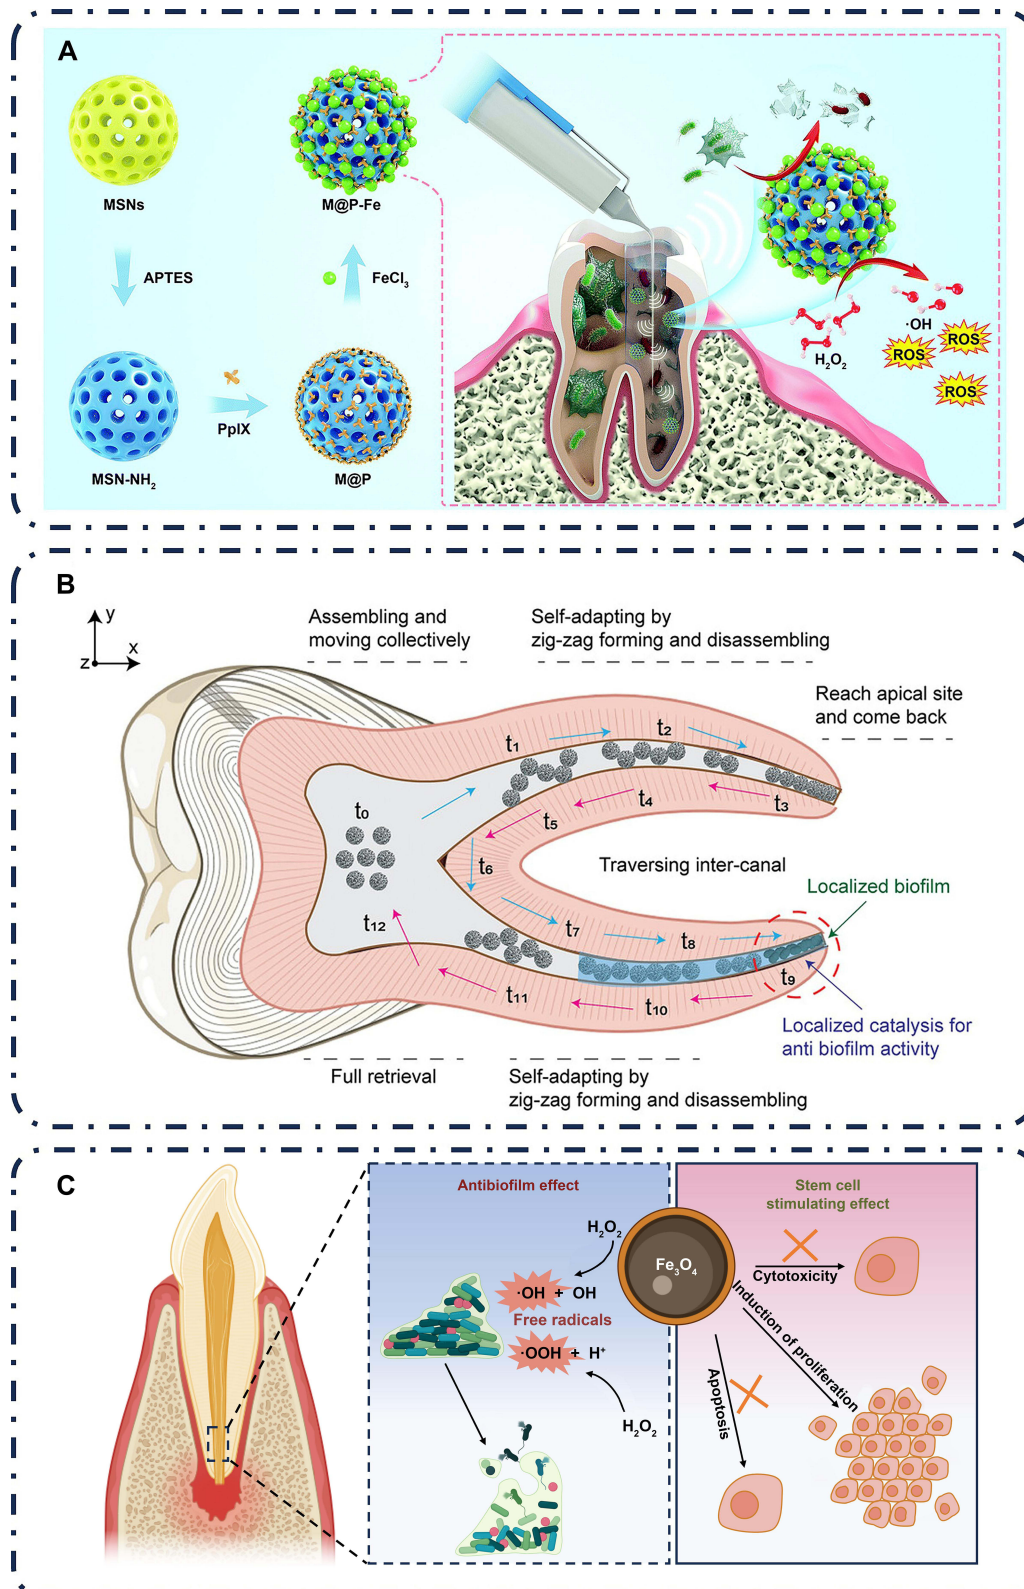 A
MSNs
M@P-Fe
APTES
FeCl₃
PpIX
MSN-NH₂
M@P
H₂O₂
·OH
ROS
ROS
ROS
B
y
x
z
Assembling and
moving collectively
Self-adapting by
zig-zag forming and disassembling
Reach apical site
and come back
t₀
t₁
t₂
t₃
t₄
t₅
t₆
Traversing inter-canal
Localized biofilm
t₇
t₈
t₉
t₁₀
t₁₁
t₁₂
Localized catalysis for
anti biofilm activity
Full retrieval
Self-adapting by
zig-zag forming and disassembling
C
Antibiofilm effect
H₂O₂
·OH + OH
Free radicals
·OOH + H⁺
H₂O₂
Fe₃O₄
Stem cell
stimulating effect
Cytotoxicity
Induction of proliferation
Apoptosis